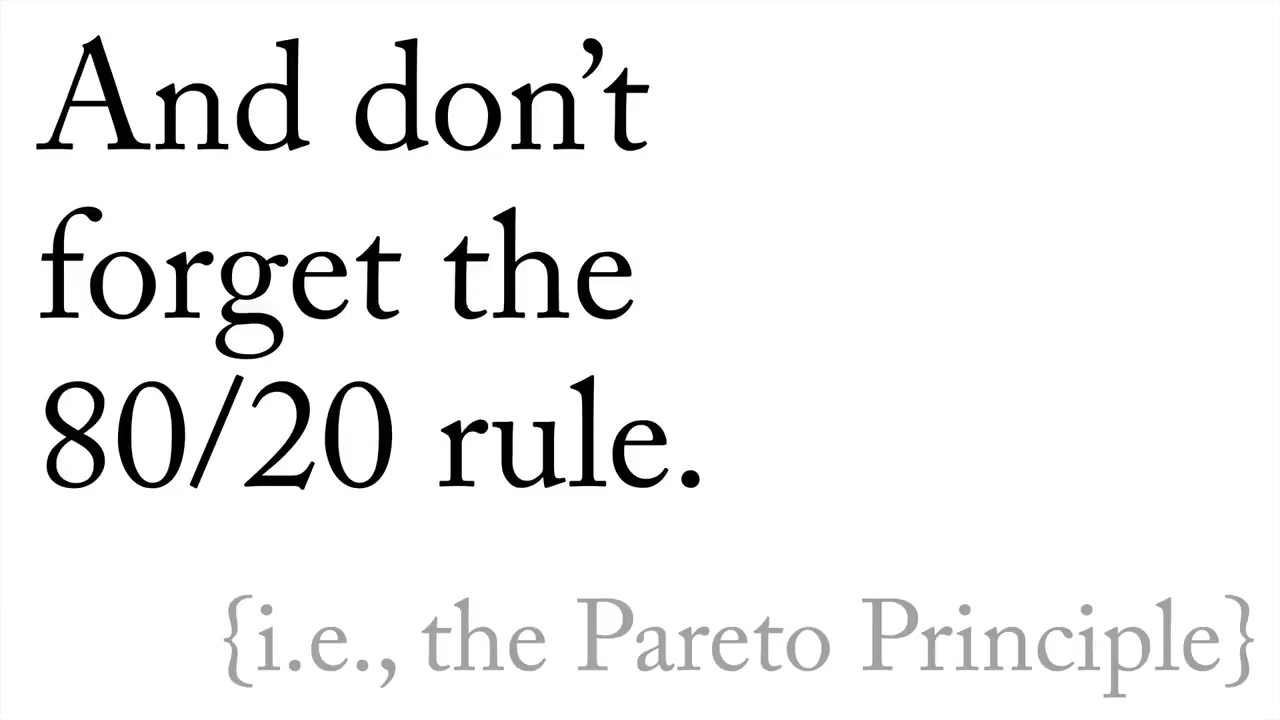 And don’t
forget the
80/20 rule.
{i.e., the Pareto Principle}